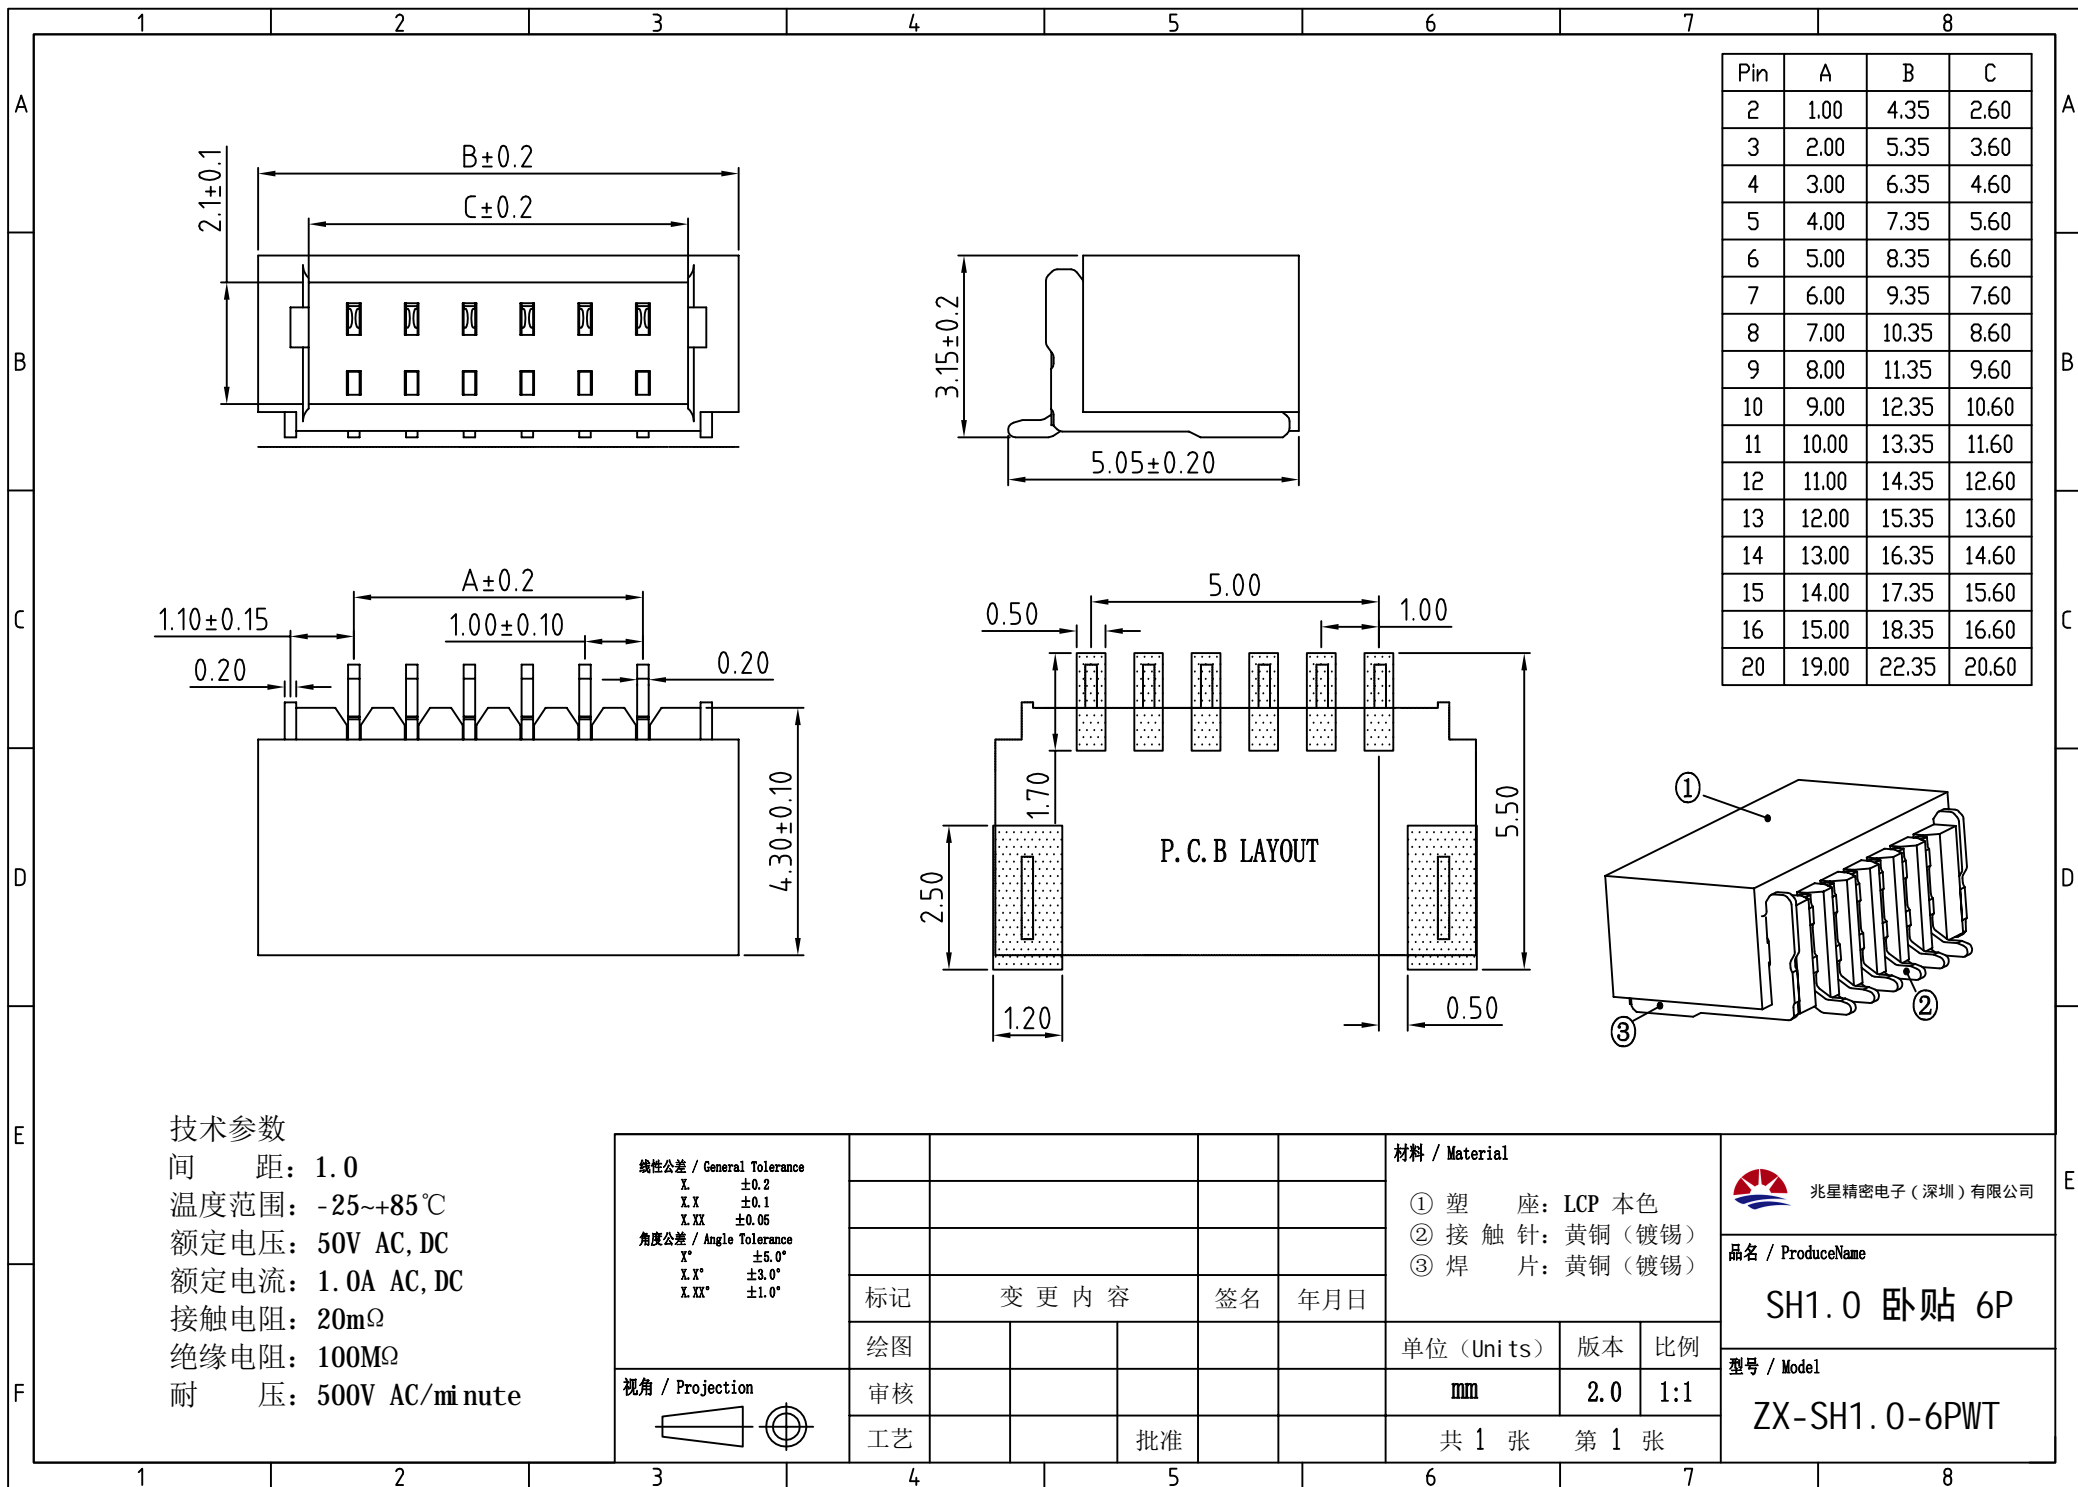 1 2 3 4 5 6 7 8
A
B
C
D
E
F
A
B
C
D
E
Pin A B C
2 1.00 4.35 2.60
3 2.00 5.35 3.60
4 3.00 6.35 4.60
5 4.00 7.35 5.60
6 5.00 8.35 6.60
7 6.00 9.35 7.60
8 7.00 10.35 8.60
9 8.00 11.35 9.60
10 9.00 12.35 10.60
11 10.00 13.35 11.60
12 11.00 14.35 12.60
13 12.00 15.35 13.60
14 13.00 16.35 14.60
15 14.00 17.35 15.60
16 15.00 18.35 16.60
20 19.00 22.35 20.60
B±0.2
C±0.2
2.1±0.1
3.15±0.2
5.05±0.20
A±0.2
1.10±0.15
1.00±0.10
0.20
0.20
4.30±0.10
5.00
0.50
1.00
1.70
5.50
P.C.B LAYOUT
2.50
1.20
0.50
①
②
③
技术参数
间 距: 1.0
温度范围: -25~+85℃
额定电压: 50V AC,DC
额定电流: 1.0A AC,DC
接触电阻: 20mΩ
绝缘电阻: 100MΩ
耐 压: 500V AC/minute
线性公差 / General Tolerance
X. ±0.2
X.X ±0.1
X.XX ±0.05
角度公差 / Angle Tolerance
X° ±5.0°
X.X° ±3.0°
X.XX° ±1.0°
视角 / Projection
标记 变更内容 签名 年月日
绘图
审核
工艺 批准
材料 / Material
① 塑 座: LCP 本色
② 接触针: 黄铜（镀锡）
③ 焊 片: 黄铜（镀锡）
单位（Units） 版本 比例
mm 2.0 1:1
共 1 张 第 1 张
兆星精密电子（深圳）有限公司
品名 / ProduceName
SH1.0 卧贴 6P
型号 / Model
ZX-SH1.0-6PWT
1 2 3 4 5 6 7 8